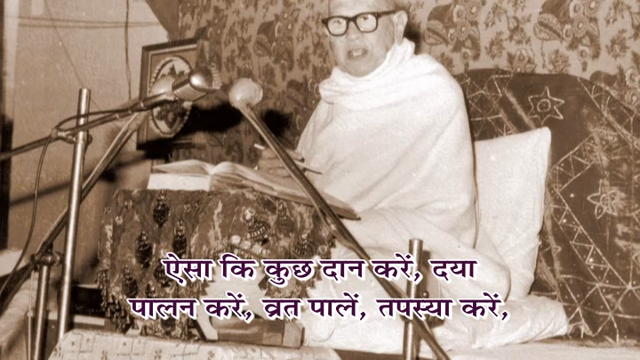 ऐसा कि कुछ दान करें, दया
पालन करें, व्रत पालें, तपस्या करें,